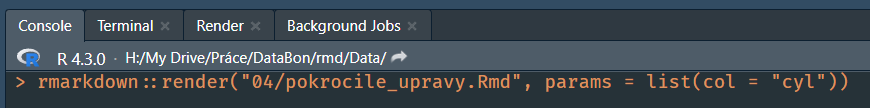 Console Terminal × Render × Background Jobs ×
R 4.3.0 · H:/My Drive/Práce/DataBon/rmd/Data/
> rmarkdown::render("04/pokrocile_upravy.Rmd", params = list(col = "cyl"))